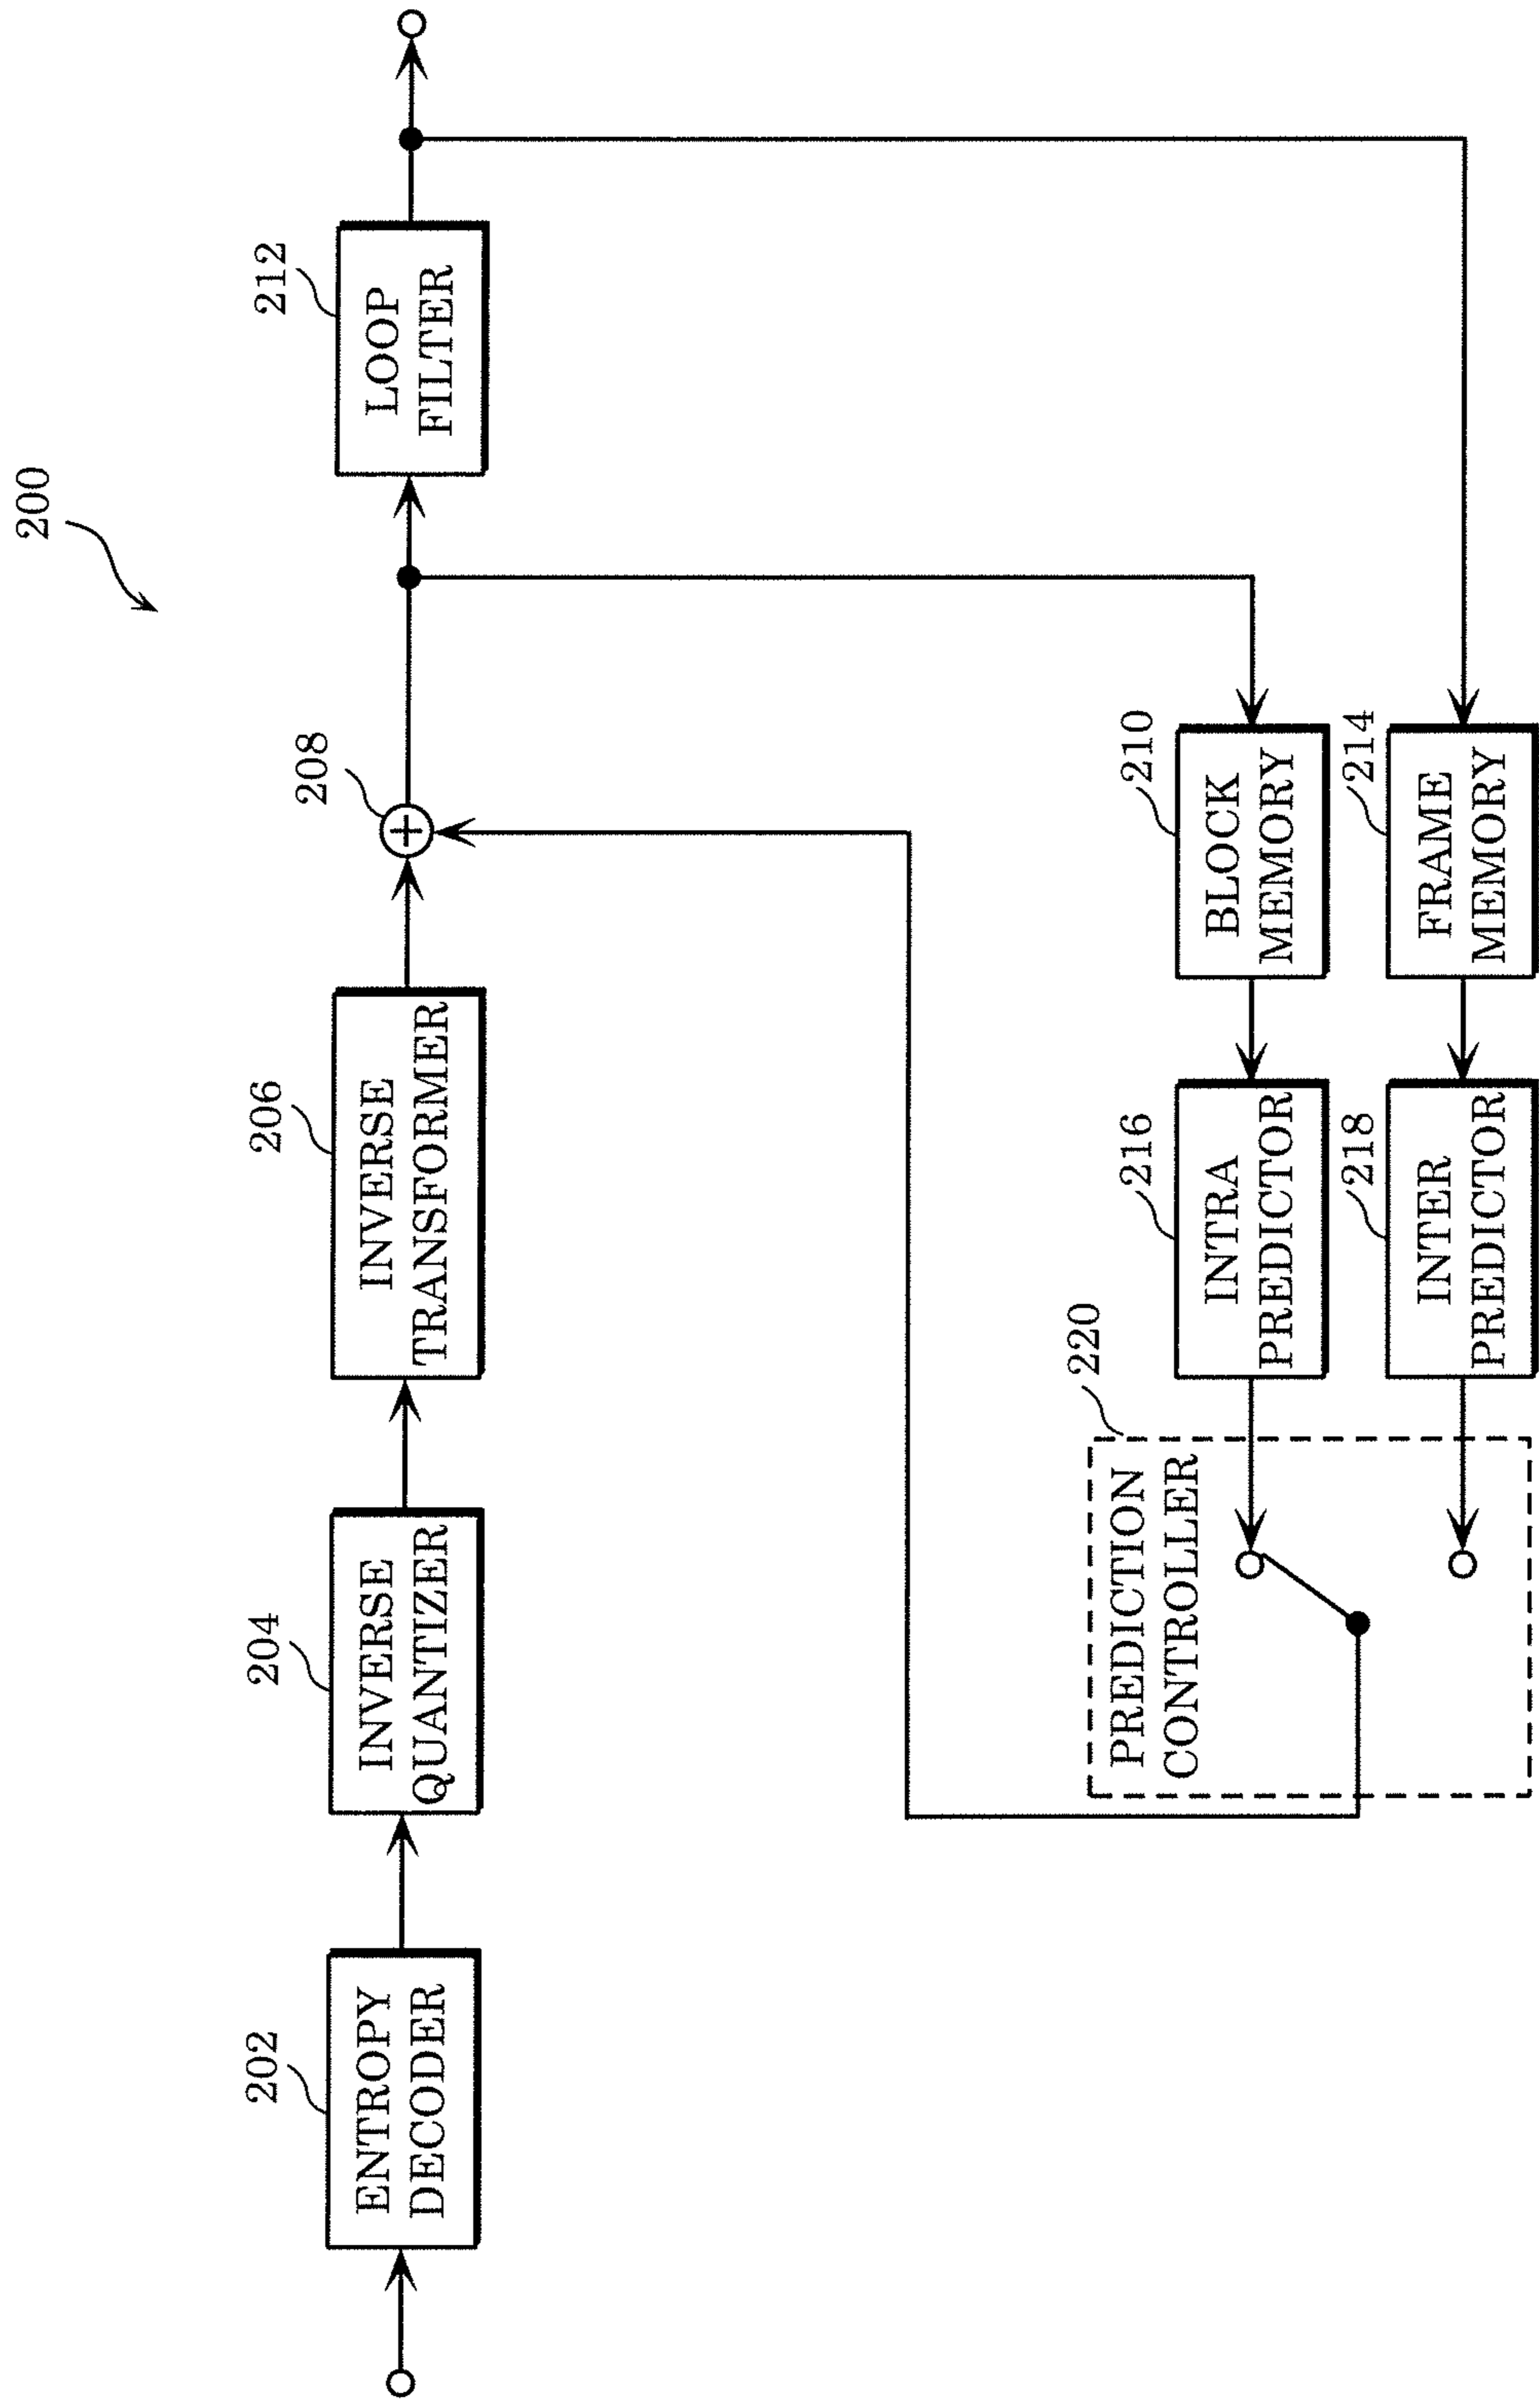 200
202
ENTROPY
DECODER
204
INVERSE
QUANTIZER
206
INVERSE
TRANSFORMER
208
+
212
LOOP
FILTER
220
PREDICTION
CONTROLLER
216
INTRA
PREDICTOR
210
BLOCK
MEMORY
218
INTER
PREDICTOR
214
FRAME
MEMORY